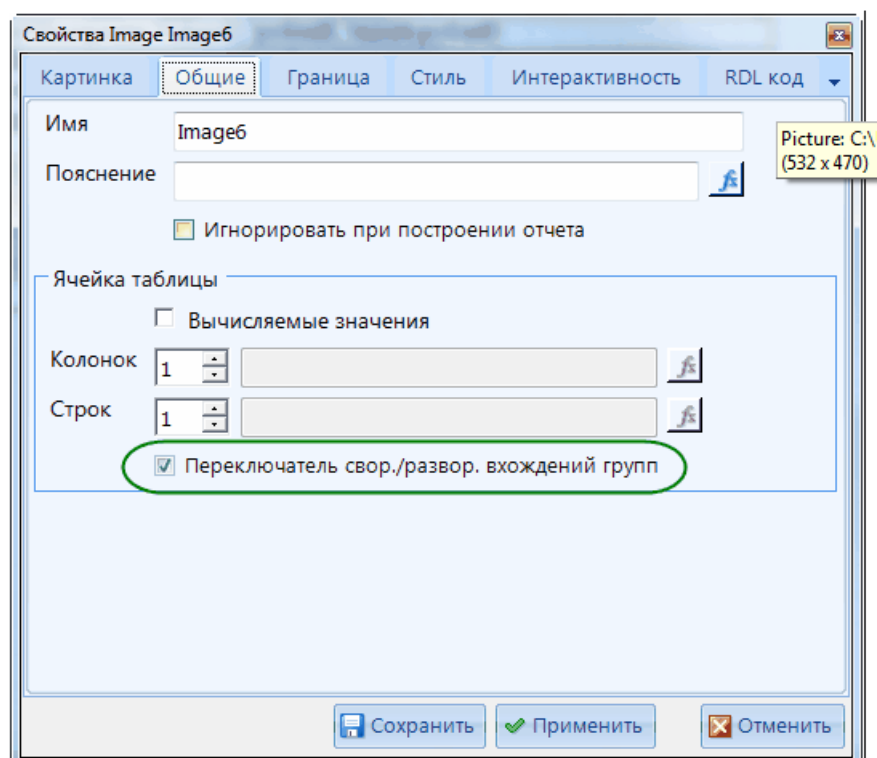 Свойства Image Image6
Картинка Общие Граница Стиль Интерактивность RDL код
Имя Image6
Picture: C:\
(532 x 470)
Пояснение fx
Игнорировать при построении отчета
Ячейка таблицы
Вычисляемые значения
Колонок 1 fx
Строк 1 fx
Переключатель свор./развор. вхождений групп
Сохранить Применить Отменить